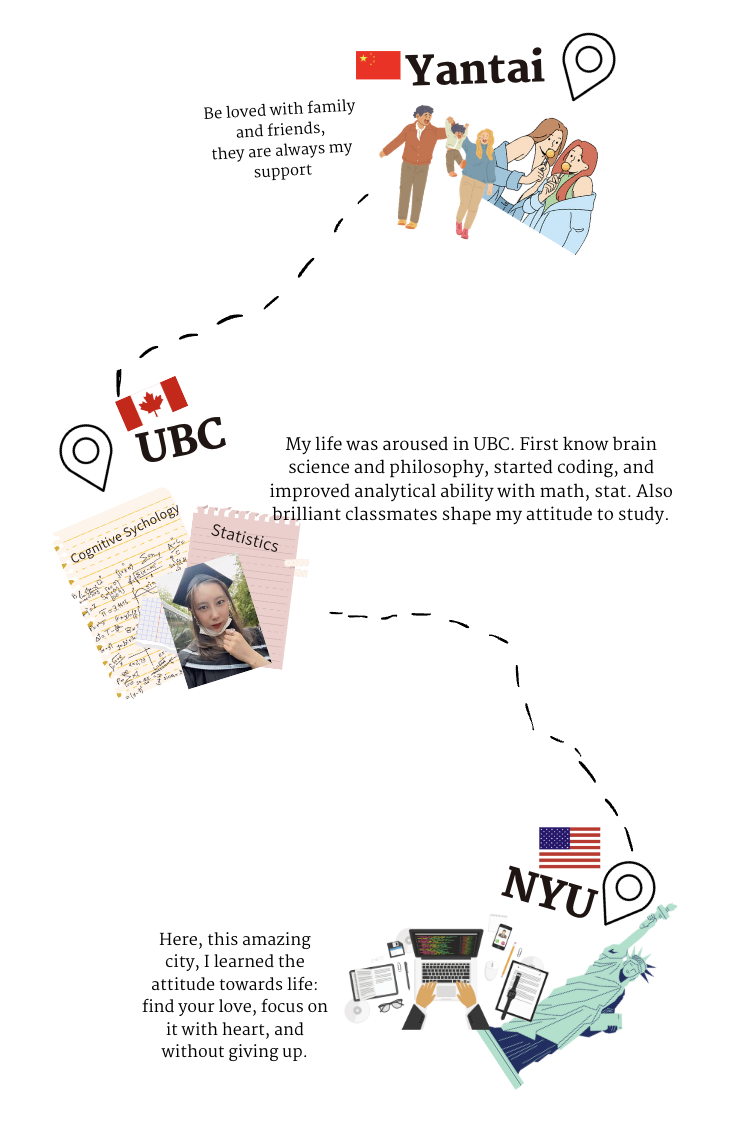 Yantai
Be loved with family
and friends,
they are always my
support
UBC
My life was aroused in UBC. First know brain
science and philosophy, started coding, and
improved analytical ability with math, stat. Also
brilliant classmates shape my attitude to study.
Cognitive Sychology
Statistics
NYU
Here, this amazing
city, I learned the
attitude towards life:
find your love, focus on
it with heart, and
without giving up.